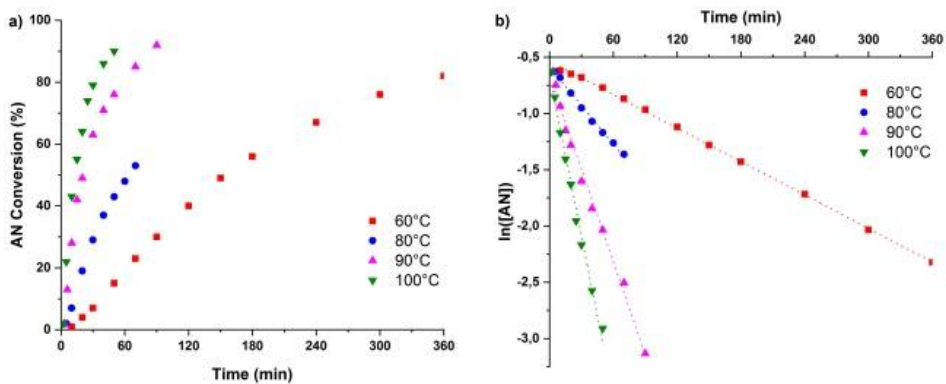 a)
AN Conversion (%)
100
80
60
40
20
0
60°C
80°C
90°C
100°C
0 60 120 180 240 300 360
Time (min)
b)
Time (min)
0 60 120 180 240 300 360
ln([AN])
-0,5
-1,0
-1,5
-2,0
-2,5
-3,0
60°C
80°C
90°C
100°C